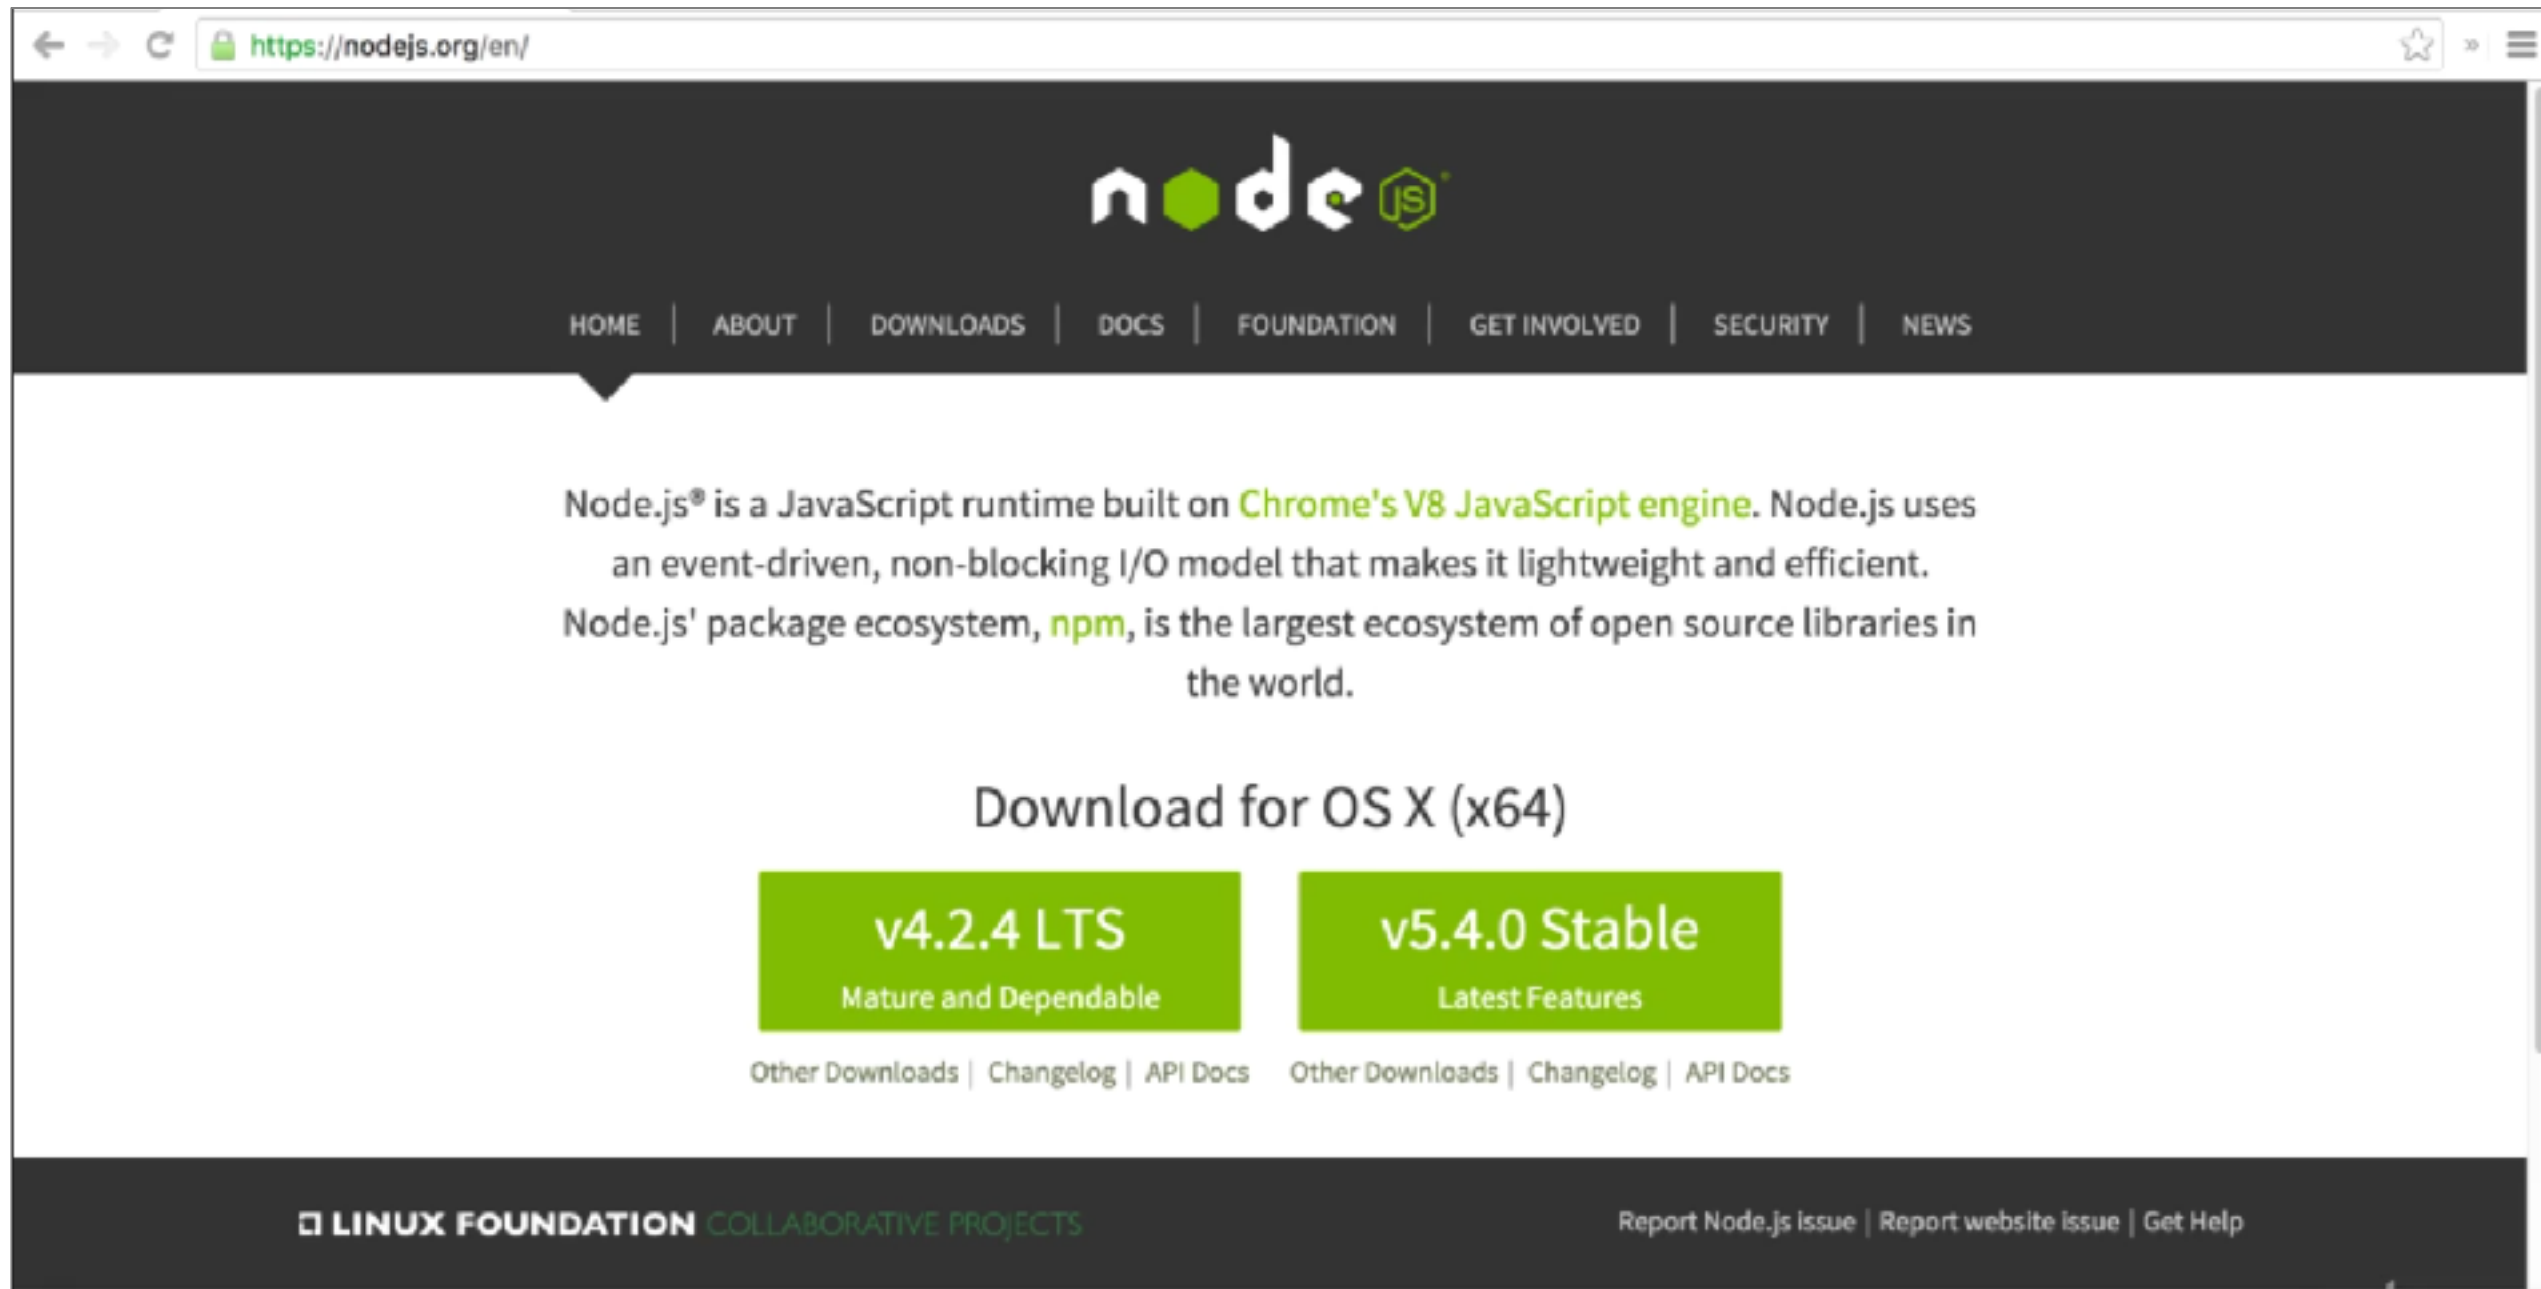 https://nodejs.org/en/
node JS
HOME | ABOUT | DOWNLOADS | DOCS | FOUNDATION | GET INVOLVED | SECURITY | NEWS
Node.js® is a JavaScript runtime built on Chrome's V8 JavaScript engine. Node.js uses
an event-driven, non-blocking I/O model that makes it lightweight and efficient.
Node.js' package ecosystem, npm, is the largest ecosystem of open source libraries in
the world.
Download for OS X (x64)
v4.2.4 LTS
Mature and Dependable
v5.4.0 Stable
Latest Features
Other Downloads | Changelog | API Docs
Other Downloads | Changelog | API Docs
LINUX FOUNDATION COLLABORATIVE PROJECTS
Report Node.js issue | Report website issue | Get Help